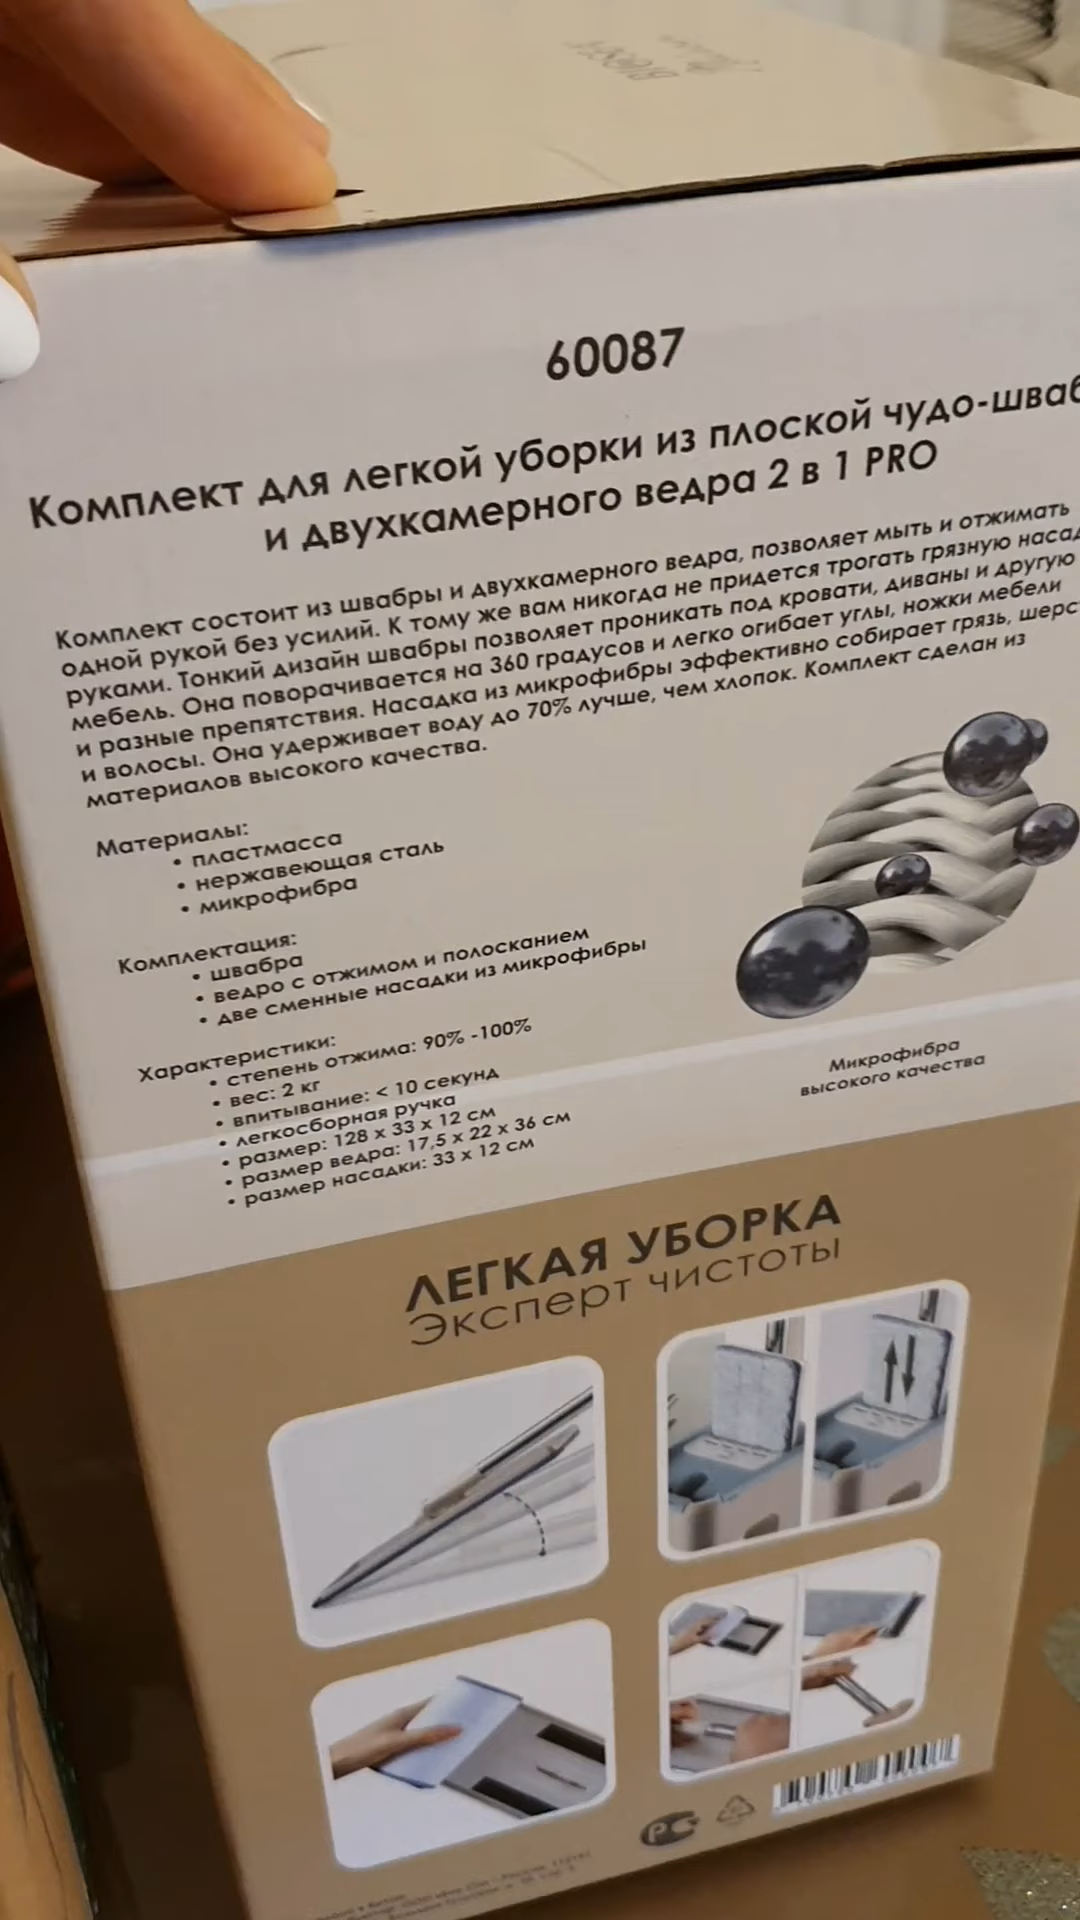 60087
Комплект для легкой уборки из плоской чудо-шваб
и двухкамерного ведра 2 в 1 PRO
Комплект состоит из швабры и двухкамерного ведра, позволяет мыть и отжимать
одной рукой без усилий. К тому же вам никогда не придется трогать грязную насад
руками. Тонкий дизайн швабры позволяет проникать под кровати, диваны и другую
мебель. Она поворачивается на 360 градусов и легко огибает углы, ножки мебели
и разные препятствия. Насадка из микрофибры эффективно собирает грязь, шерс
и волосы. Она удерживает воду до 70% лучше, чем хлопок. Комплект сделан из
материалов высокого качества.
Материалы:
• пластмасса
• нержавеющая сталь
• микрофибра
Комплектация:
• швабра
• ведро с отжимом и полосканием
• две сменные насадки из микрофибры
Характеристики:
• степень отжима: 90% -100%
• вес: 2 кг
• впитывание: < 10 секунд
• легкосборная ручка
• размер: 128 х 33 х 12 см
• размер ведра: 17,5 х 22 х 36 см
• размер насадки: 33 х 12 см
Микрофибра
высокого качества
ЛЕГКАЯ УБОРКА
Эксперт чистоты